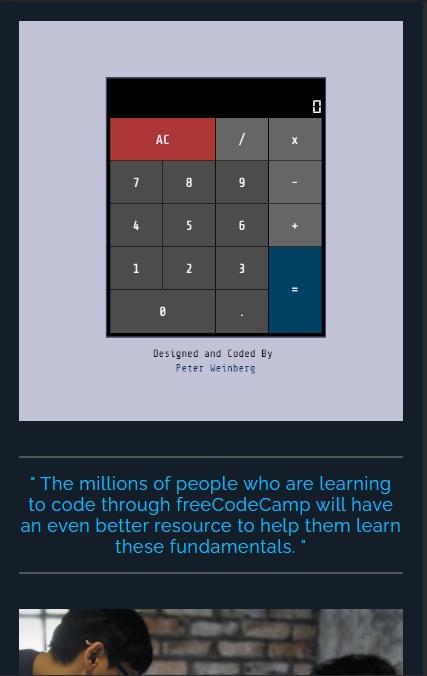 0
AC / x
7 8 9 -
4 5 6 +
1 2 3 =
0 .
Designed and Coded By
Peter Weinberg
" The millions of people who are learning
to code through freeCodeCamp will have
an even better resource to help them learn
these fundamentals. "